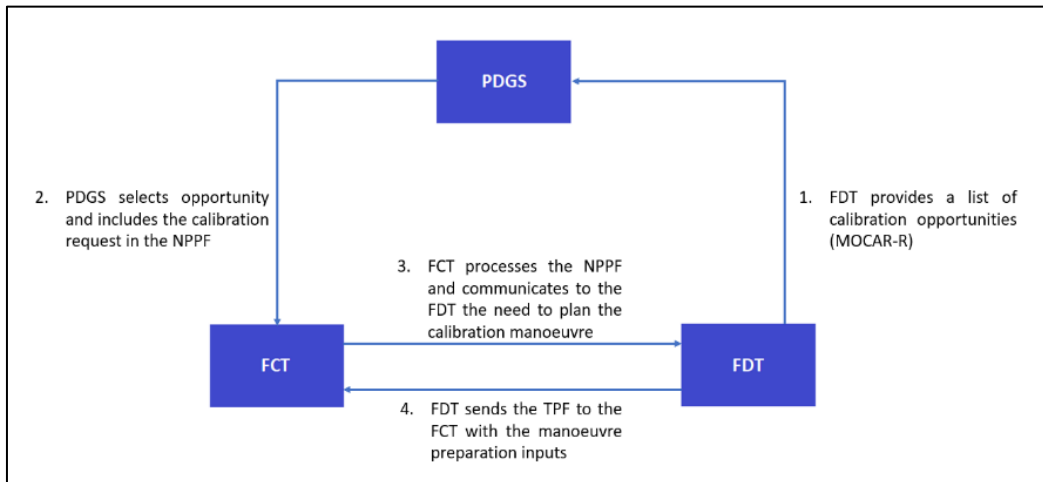 PDGS
2. PDGS selects opportunity
and includes the calibration
request in the NPPF
1. FDT provides a list of
calibration opportunities
(MOCAR-R)
3. FCT processes the NPPF
and communicates to the
FDT the need to plan the
calibration manoeuvre
FCT
FDT
4. FDT sends the TPF to the
FCT with the manoeuvre
preparation inputs